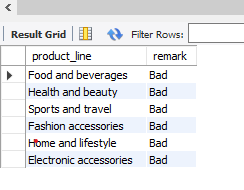 Result Grid Filter Rows:
product_line remark
Food and beverages Bad
Health and beauty Bad
Sports and travel Bad
Fashion accessories Bad
Home and lifestyle Bad
Electronic accessories Bad